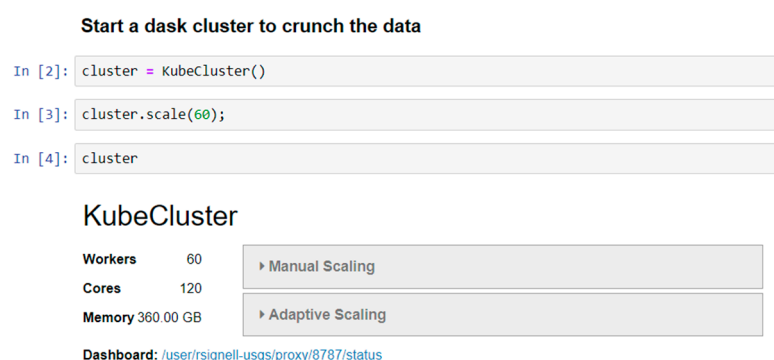 Start a dask cluster to crunch the data
In [2]: cluster = KubeCluster()
In [3]: cluster.scale(60);
In [4]: cluster
KubeCluster
Workers 60
Manual Scaling
Cores 120
Adaptive Scaling
Memory 360.00 GB
Dashboard: /user/rsignell-usgs/proxy/8787/status